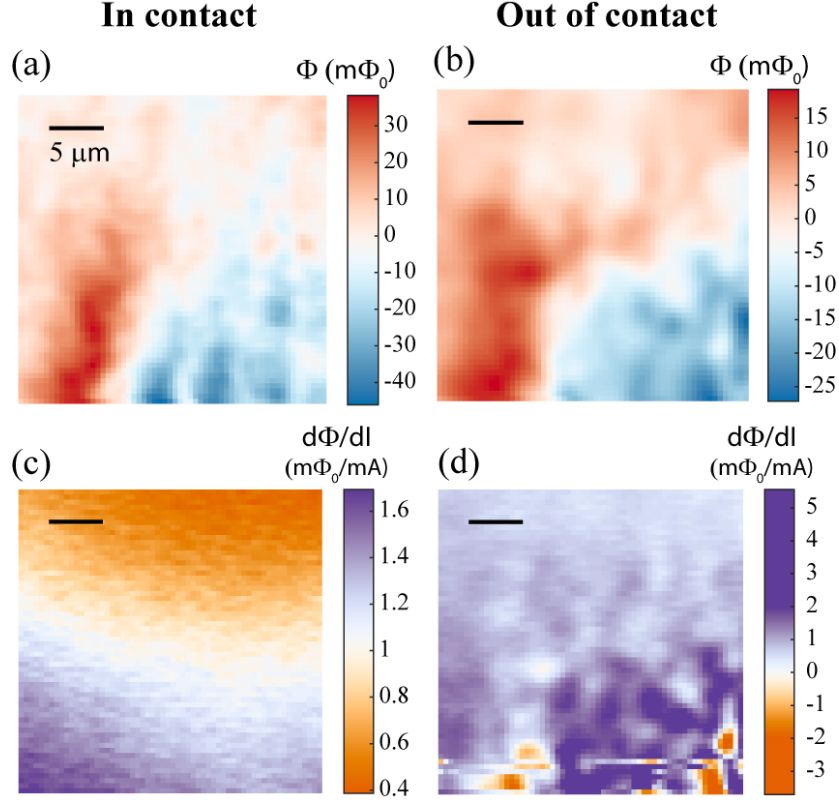 In contact
Out of contact
(a)
Φ (mΦ₀)
5 μm
30
20
10
0
-10
-20
-30
-40
(b)
Φ (mΦ₀)
15
10
5
0
-5
-10
-15
-20
-25
(c)
dΦ/dI
(mΦ₀/mA)
1.6
1.4
1.2
1
0.8
0.6
0.4
(d)
dΦ/dI
(mΦ₀/mA)
5
4
3
2
1
0
-1
-2
-3